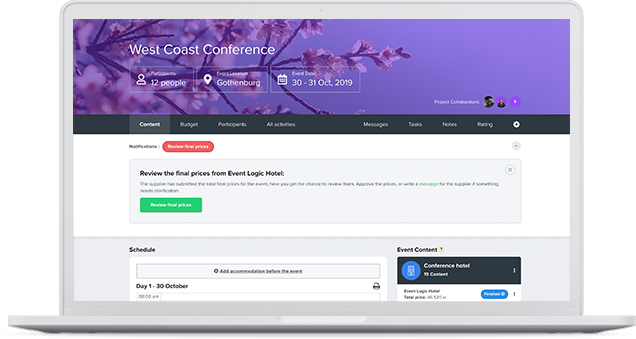 West Coast Conference
Participants:
12 people
Event Location:
Gothenburg
Event Date:
30 - 31 Oct, 2019
Project Collaborators:
Content
Budget
Participants
All activities
Messages
Tasks
Notes
Rating
Notifications :
Review final prices
Review the final prices from Event Logic Hotel:
The supplier has submitted the total final prices for the event, here you get the chance to review them. Approve the prices, or write a message for the supplier if something
needs clarification.
Review final prices
Schedule
Event Content
Add accommodation before the event
Conference hotel
15 Content
Day 1 - 30 October
Event Logic Hotel
Total price: 46 520 kr
Finished
08:00 am